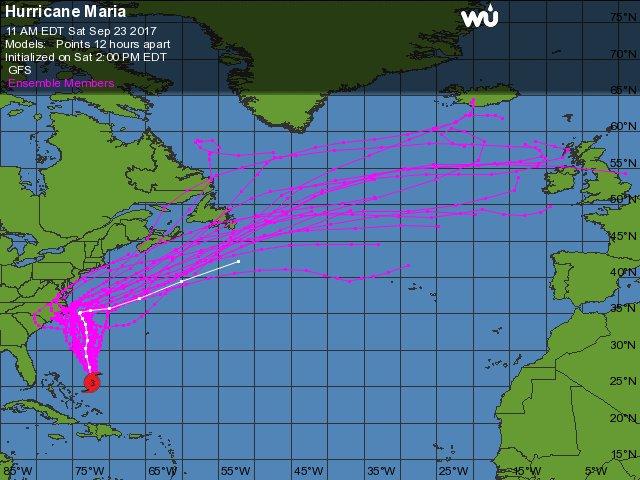 Hurricane Maria
11 AM EDT Sat Sep 23 2017
Models: Points 12 hours apart
Initialized on Sat 2:00 PM EDT
GFS
Ensemble Members
WU
75°N
70°N
65°N
60°N
55°N
50°N
45°N
40°N
35°N
30°N
25°N
20°N
15°N
3
85°W 75°W 65°W 55°W 45°W 35°W 25°W 15°W 5°W